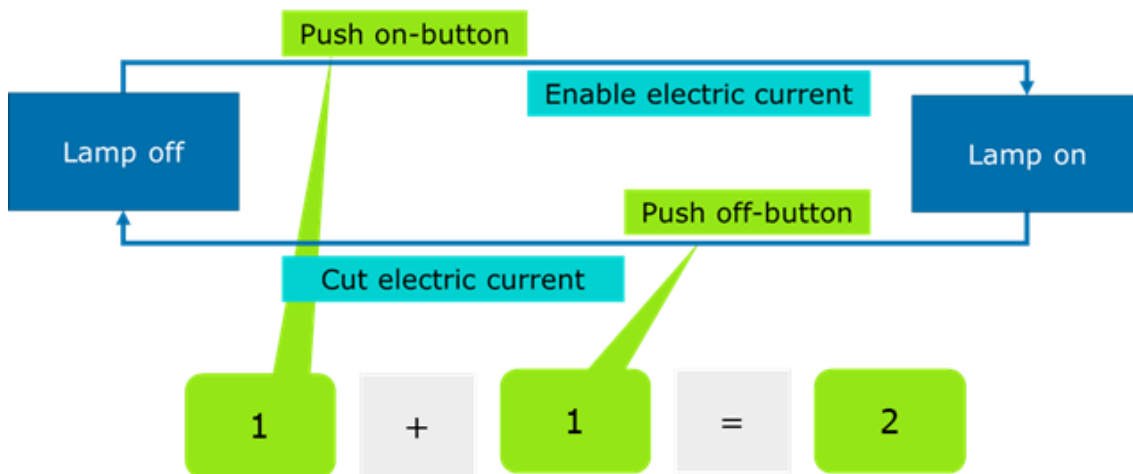 Push on-button
Enable electric current
Lamp off
Lamp on
Push off-button
Cut electric current
1 + 1 = 2